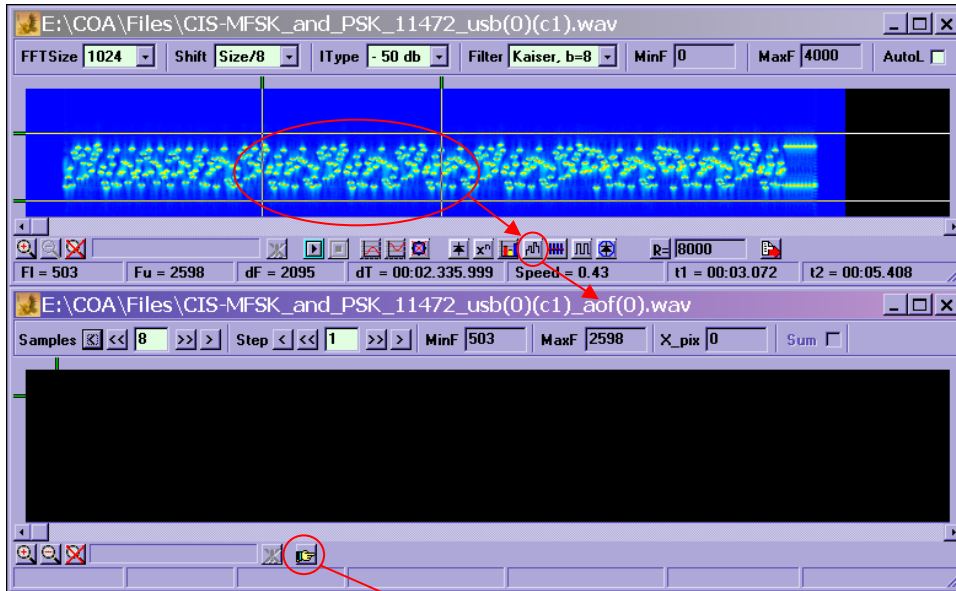 E:\COA\Files\CIS-MFSK_and_PSK_11472_usb(0)(c1).wav
FFTSize 1024 Shift Size/8 IType - 50 db Filter Kaiser, b=8 MinF 0 MaxF 4000 AutoL
R= 8000
Fl = 503 Fu = 2598 dF = 2095 dT = 00:02.335.999 Speed = 0.43 t1 = 00:03.072 t2 = 00:05.408
E:\COA\Files\CIS-MFSK_and_PSK_11472_usb(0)(c1)_aof(0).wav
Samples << 8 >> > Step < << 1 >> > MinF 503 MaxF 2598 X_pix 0 Sum